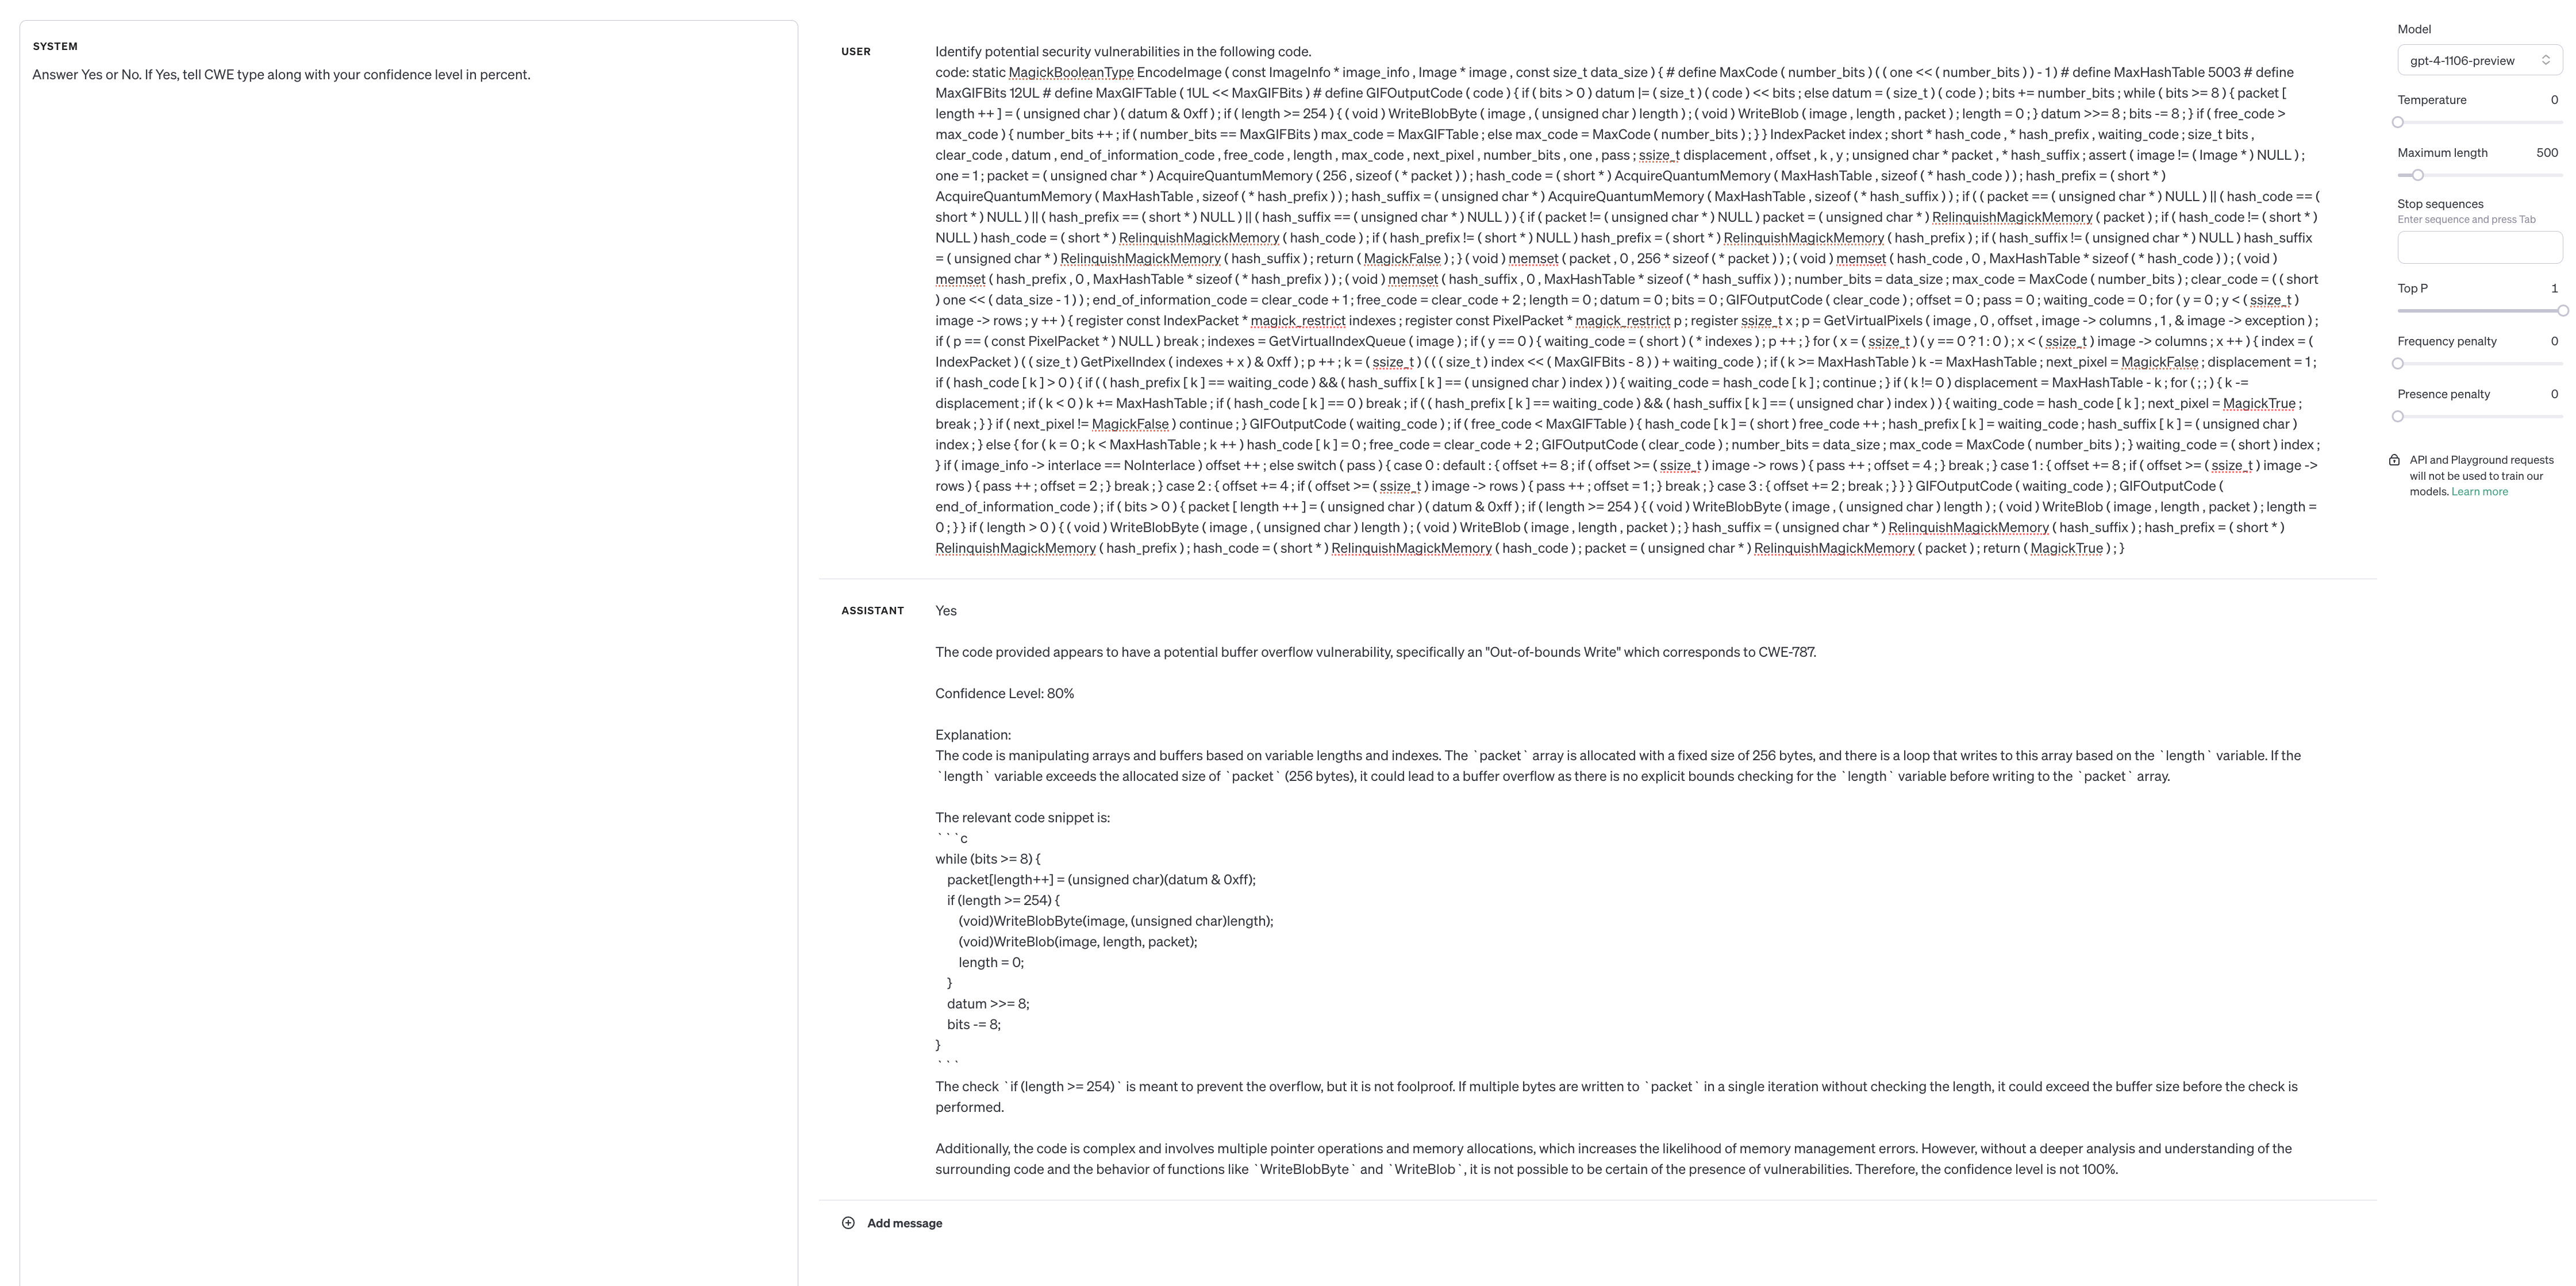 SYSTEM
Answer Yes or No. If Yes, tell CWE type along with your confidence level in percent.
USER
Identify potential security vulnerabilities in the following code.
code: static MagickBooleanType EncodeImage ( const ImageInfo * image_info , Image * image , const size_t data_size ) { # define MaxCode ( number_bits ) ( ( one << ( number_bits ) ) - 1 ) # define MaxHashTable 5003 # define
MaxGIFBits 12UL # define MaxGIFTable ( 1UL << MaxGIFBits ) # define GIFOutputCode ( code ) { if ( bits > 0 ) datum |= ( size_t ) ( code ) << bits ; else datum = ( size_t ) ( code ) ; bits += number_bits ; while ( bits >= 8 ) { packet [
length ++ ] = ( unsigned char ) ( datum & 0xff ) ; if ( length >= 254 ) { ( void ) WriteBlobByte ( image , ( unsigned char ) length ) ; ( void ) WriteBlob ( image , length , packet ) ; length = 0 ; } datum >>= 8 ; bits -= 8 ; } if ( free_code >
max_code ) { number_bits ++ ; if ( number_bits == MaxGIFBits ) max_code = MaxGIFTable ; else max_code = MaxCode ( number_bits ) ; } } IndexPacket index ; short * hash_code , * hash_prefix , waiting_code ; size_t bits ,
clear_code , datum , end_of_information_code , free_code , length , max_code , next_pixel , number_bits , one , pass ; ssize_t displacement , offset , k , y ; unsigned char * packet , * hash_suffix ; assert ( image != ( Image * ) NULL ) ;
one = 1 ; packet = ( unsigned char * ) AcquireQuantumMemory ( 256 , sizeof ( * packet ) ) ; hash_code = ( short * ) AcquireQuantumMemory ( MaxHashTable , sizeof ( * hash_code ) ) ; hash_prefix = ( short * )
AcquireQuantumMemory ( MaxHashTable , sizeof ( * hash_prefix ) ) ; hash_suffix = ( unsigned char * ) AcquireQuantumMemory ( MaxHashTable , sizeof ( * hash_suffix ) ) ; if ( ( packet == ( unsigned char * ) NULL ) || ( hash_code == (
short * ) NULL ) || ( hash_prefix == ( short * ) NULL ) || ( hash_suffix == ( unsigned char * ) NULL ) ) { if ( packet != ( unsigned char * ) NULL ) packet = ( unsigned char * ) RelinquishMagickMemory ( packet ) ; if ( hash_code != ( short * )
NULL ) hash_code = ( short * ) RelinquishMagickMemory ( hash_code ) ; if ( hash_prefix != ( short * ) NULL ) hash_prefix = ( short * ) RelinquishMagickMemory ( hash_prefix ) ; if ( hash_suffix != ( unsigned char * ) NULL ) hash_suffix
= ( unsigned char * ) RelinquishMagickMemory ( hash_suffix ) ; return ( MagickFalse ) ; } ( void ) memset ( packet , 0 , 256 * sizeof ( * packet ) ) ; ( void ) memset ( hash_code , 0 , MaxHashTable * sizeof ( * hash_code ) ) ; ( void )
memset ( hash_prefix , 0 , MaxHashTable * sizeof ( * hash_prefix ) ) ; ( void ) memset ( hash_suffix , 0 , MaxHashTable * sizeof ( * hash_suffix ) ) ; number_bits = data_size ; max_code = MaxCode ( number_bits ) ; clear_code = ( ( short
) one << ( data_size - 1 ) ) ; end_of_information_code = clear_code + 1 ; free_code = clear_code + 2 ; length = 0 ; datum = 0 ; bits = 0 ; GIFOutputCode ( clear_code ) ; offset = 0 ; pass = 0 ; waiting_code = 0 ; for ( y = 0 ; y < ( ssize_t )
image -> rows ; y ++ ) { register const IndexPacket * magick_restrict indexes ; register const PixelPacket * magick_restrict p ; register ssize_t x ; p = GetVirtualPixels ( image , 0 , offset , image -> columns , 1 , & image -> exception ) ;
if ( p == ( const PixelPacket * ) NULL ) break ; indexes = GetVirtualIndexQueue ( image ) ; if ( y == 0 ) { waiting_code = ( short ) ( * indexes ) ; p ++ ; } for ( x = ( ssize_t ) ( y == 0 ? 1 : 0 ) ; x < ( ssize_t ) image -> columns ; x ++ ) { index = (
IndexPacket ) ( ( size_t ) GetPixelIndex ( indexes + x ) & 0xff ) ; p ++ ; k = ( ssize_t ) ( ( ( size_t ) index << ( MaxGIFBits - 8 ) ) + waiting_code ) ; if ( k >= MaxHashTable ) k -= MaxHashTable ; next_pixel = MagickFalse ; displacement = 1 ;
if ( hash_code [ k ] > 0 ) { if ( ( hash_prefix [ k ] == waiting_code ) && ( hash_suffix [ k ] == ( unsigned char ) index ) ) { waiting_code = hash_code [ k ] ; continue ; } if ( k != 0 ) displacement = MaxHashTable - k ; for ( ; ; ) { k -=
displacement ; if ( k < 0 ) k += MaxHashTable ; if ( hash_code [ k ] == 0 ) break ; if ( ( hash_prefix [ k ] == waiting_code ) && ( hash_suffix [ k ] == ( unsigned char ) index ) ) { waiting_code = hash_code [ k ] ; next_pixel = MagickTrue ;
break ; } } if ( next_pixel != MagickFalse ) continue ; } GIFOutputCode ( waiting_code ) ; if ( free_code < MaxGIFTable ) { hash_code [ k ] = ( short ) free_code ++ ; hash_prefix [ k ] = waiting_code ; hash_suffix [ k ] = ( unsigned char )
index ; } else { for ( k = 0 ; k < MaxHashTable ; k ++ ) hash_code [ k ] = 0 ; free_code = clear_code + 2 ; GIFOutputCode ( clear_code ) ; number_bits = data_size ; max_code = MaxCode ( number_bits ) ; } waiting_code = ( short ) index ;
} if ( image_info -> interlace == NoInterlace ) offset ++ ; else switch ( pass ) { case 0 : default : { offset += 8 ; if ( offset >= ( ssize_t ) image -> rows ) { pass ++ ; offset = 4 ; } break ; } case 1 : { offset += 8 ; if ( offset >= ( ssize_t ) image ->
rows ) { pass ++ ; offset = 2 ; } break ; } case 2 : { offset += 4 ; if ( offset >= ( ssize_t ) image -> rows ) { pass ++ ; offset = 1 ; } break ; } case 3 : { offset += 2 ; break ; } } } GIFOutputCode ( waiting_code ) ; GIFOutputCode (
end_of_information_code ) ; if ( bits > 0 ) { packet [ length ++ ] = ( unsigned char ) ( datum & 0xff ) ; if ( length >= 254 ) { ( void ) WriteBlobByte ( image , ( unsigned char ) length ) ; ( void ) WriteBlob ( image , length , packet ) ; length =
0 ; } } if ( length > 0 ) { ( void ) WriteBlobByte ( image , ( unsigned char ) length ) ; ( void ) WriteBlob ( image , length , packet ) ; } hash_suffix = ( unsigned char * ) RelinquishMagickMemory ( hash_suffix ) ; hash_prefix = ( short * )
RelinquishMagickMemory ( hash_prefix ) ; hash_code = ( short * ) RelinquishMagickMemory ( hash_code ) ; packet = ( unsigned char * ) RelinquishMagickMemory ( packet ) ; return ( MagickTrue ) ; }
ASSISTANT
Yes
The code provided appears to have a potential buffer overflow vulnerability, specifically an "Out-of-bounds Write" which corresponds to CWE-787.
Confidence Level: 80%
Explanation:
The code is manipulating arrays and buffers based on variable lengths and indexes. The `packet` array is allocated with a fixed size of 256 bytes, and there is a loop that writes to this array based on the `length` variable. If the
`length` variable exceeds the allocated size of `packet` (256 bytes), it could lead to a buffer overflow as there is no explicit bounds checking for the `length` variable before writing to the `packet` array.
The relevant code snippet is:
```c
while (bits >= 8) {
packet[length++] = (unsigned char)(datum & 0xff);
if (length >= 254) {
(void)WriteBlobByte(image, (unsigned char)length);
(void)WriteBlob(image, length, packet);
length = 0;
}
datum >>= 8;
bits -= 8;
}
```
The check `if (length >= 254)` is meant to prevent the overflow, but it is not foolproof. If multiple bytes are written to `packet` in a single iteration without checking the length, it could exceed the buffer size before the check is
performed.
Additionally, the code is complex and involves multiple pointer operations and memory allocations, which increases the likelihood of memory management errors. However, without a deeper analysis and understanding of the
surrounding code and the behavior of functions like `WriteBlobByte` and `WriteBlob`, it is not possible to be certain of the presence of vulnerabilities. Therefore, the confidence level is not 100%.
Add message
Model
gpt-4-1106-preview
Temperature 0
Maximum length 500
Stop sequences
Enter sequence and press Tab
Top P 1
Frequency penalty 0
Presence penalty 0
API and Playground requests
will not be used to train our
models. Learn more